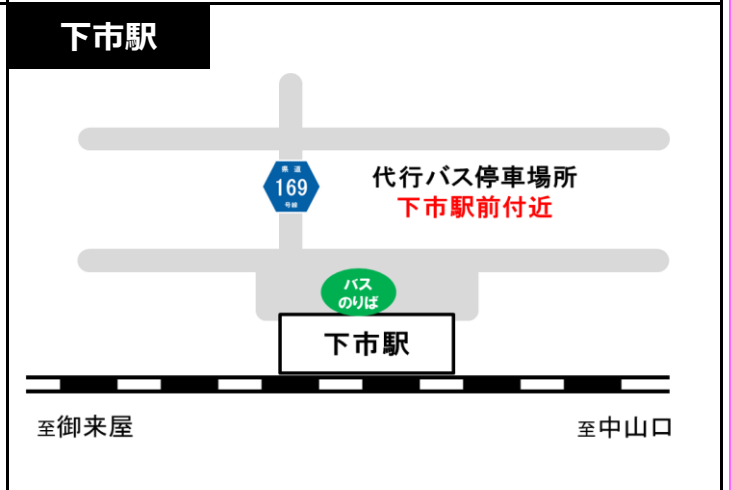 下市駅
県道
169
号線
代行バス停車場所
下市駅前付近
バス
のりば
下市駅
至御来屋
至中山口